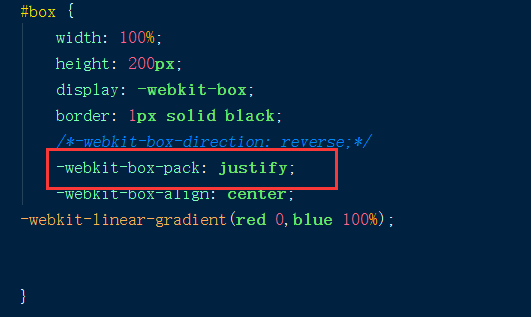 #box {
width: 100%;
height: 200px;
display: -webkit-box;
border: 1px solid black;
/*-webkit-box-direction: reverse;*/
-webkit-box-pack: justify;
-webkit-box-align: center;
-webkit-linear-gradient(red 0,blue 100%);
}